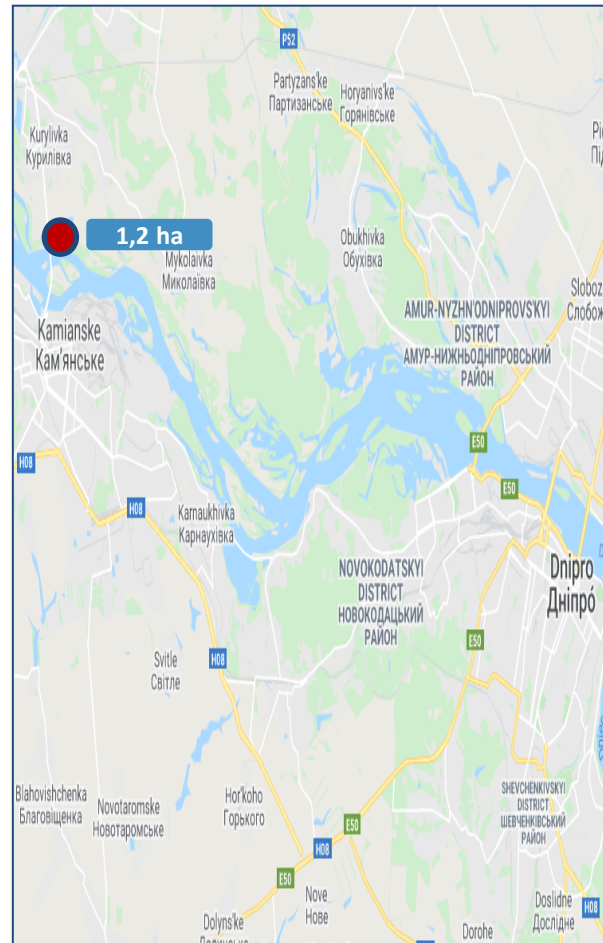 P52
Partyzans'ke
Партизанське
Horyanivs'ke
Горянівське
Kurylivka
Курилівка
1,2 ha
Mykolaivka
Миколаївка
Obukhivka
Обухівка
AMUR-NYZHN'ODNIPROVS'KYI
DISTRICT
АМУР-НИЖНЬОДНІПРОВСЬКИЙ
РАЙОН
Sloboz
Слобож
Kamianske
Кам'янське
E50
H08
E50
H08
Karnaukhivka
Карнаухівка
NOVOKODATSKYI
DISTRICT
НОВОКОДАЦЬКИЙ
РАЙОН
Dnipro
Дніпро́
E50
Svitle
Світле
H08
Blahovishchenka
Благовіщенка
Novotaromske
Новотаромське
Hor'koho
Горького
SHEVCHENKIVSKYI
DISTRICT
ШЕВЧЕНКІВСЬКИЙ
РАЙОН
E50
H08
E50
Nove
Нове
Doslidne
Дослідне
H08
Dolyns'ke
Dorohe